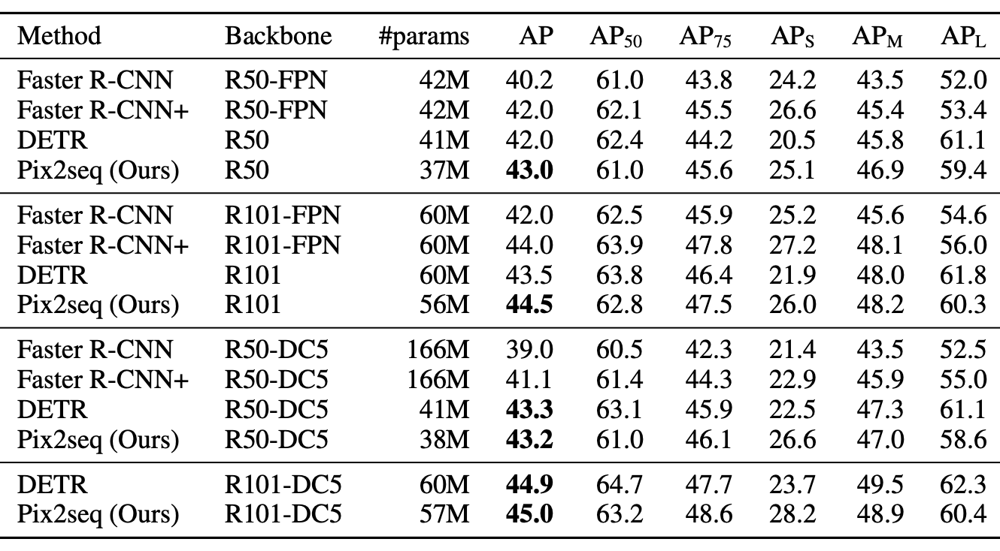 Method Backbone #params AP AP50 AP75 APS APM APL
Faster R-CNN R50-FPN 42M 40.2 61.0 43.8 24.2 43.5 52.0
Faster R-CNN+ R50-FPN 42M 42.0 62.1 45.5 26.6 45.4 53.4
DETR R50 41M 42.0 62.4 44.2 20.5 45.8 61.1
Pix2seq (Ours) R50 37M 43.0 61.0 45.6 25.1 46.9 59.4
Faster R-CNN R101-FPN 60M 42.0 62.5 45.9 25.2 45.6 54.6
Faster R-CNN+ R101-FPN 60M 44.0 63.9 47.8 27.2 48.1 56.0
DETR R101 60M 43.5 63.8 46.4 21.9 48.0 61.8
Pix2seq (Ours) R101 56M 44.5 62.8 47.5 26.0 48.2 60.3
Faster R-CNN R50-DC5 166M 39.0 60.5 42.3 21.4 43.5 52.5
Faster R-CNN+ R50-DC5 166M 41.1 61.4 44.3 22.9 45.9 55.0
DETR R50-DC5 41M 43.3 63.1 45.9 22.5 47.3 61.1
Pix2seq (Ours) R50-DC5 38M 43.2 61.0 46.1 26.6 47.0 58.6
DETR R101-DC5 60M 44.9 64.7 47.7 23.7 49.5 62.3
Pix2seq (Ours) R101-DC5 57M 45.0 63.2 48.6 28.2 48.9 60.4